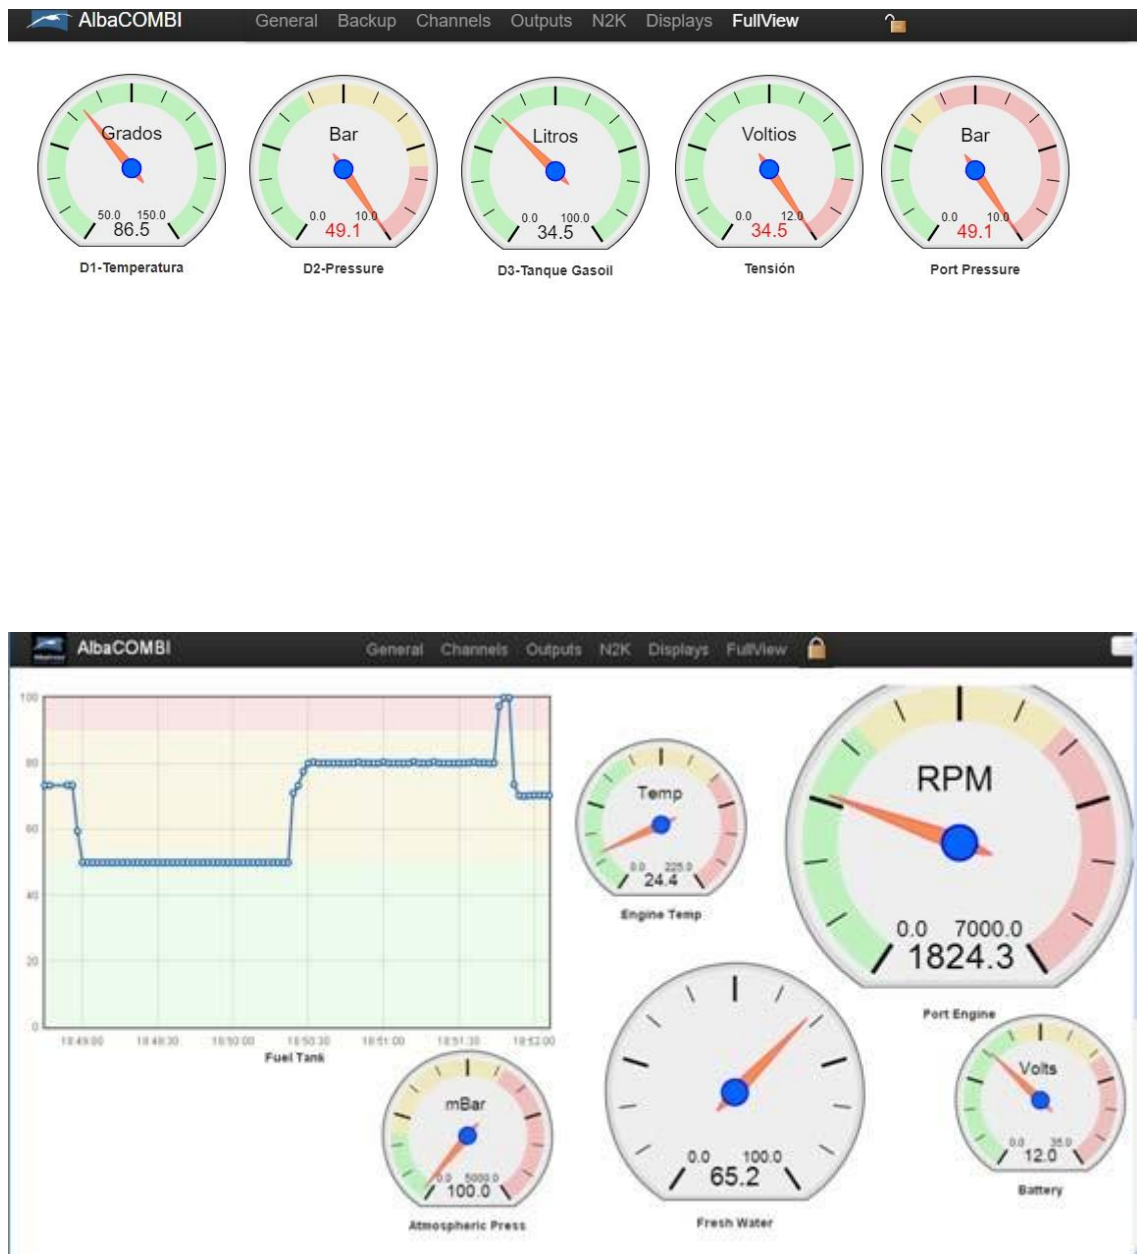 AlbaCOMBI General Backup Channels Outputs N2K Displays FullView
Grados
50.0 150.0
86.5
D1-Temperatura
Bar
0.0 10.0
49.1
D2-Pressure
Litros
0.0 100.0
34.5
D3-Tanque Gasoil
Voltios
0.0 12.0
34.5
Tensión
Bar
0.0 10.0
49.1
Port Pressure
AlbaCOMBI General Channels Outputs N2K Displays FullView
100
80
60
40
20
0
18:49:00 18:49:30 18:50:00 18:50:30 18:51:00 18:51:30 18:52:00
Fuel Tank
Temp
0.0 225.0
24.4
Engine Temp
RPM
0.0 7000.0
1824.3
Port Engine
mBar
0.0 5000.0
100.0
Atmospheric Press
0.0 100.0
65.2
Fresh Water
Volts
0.0 35.0
12.0
Battery